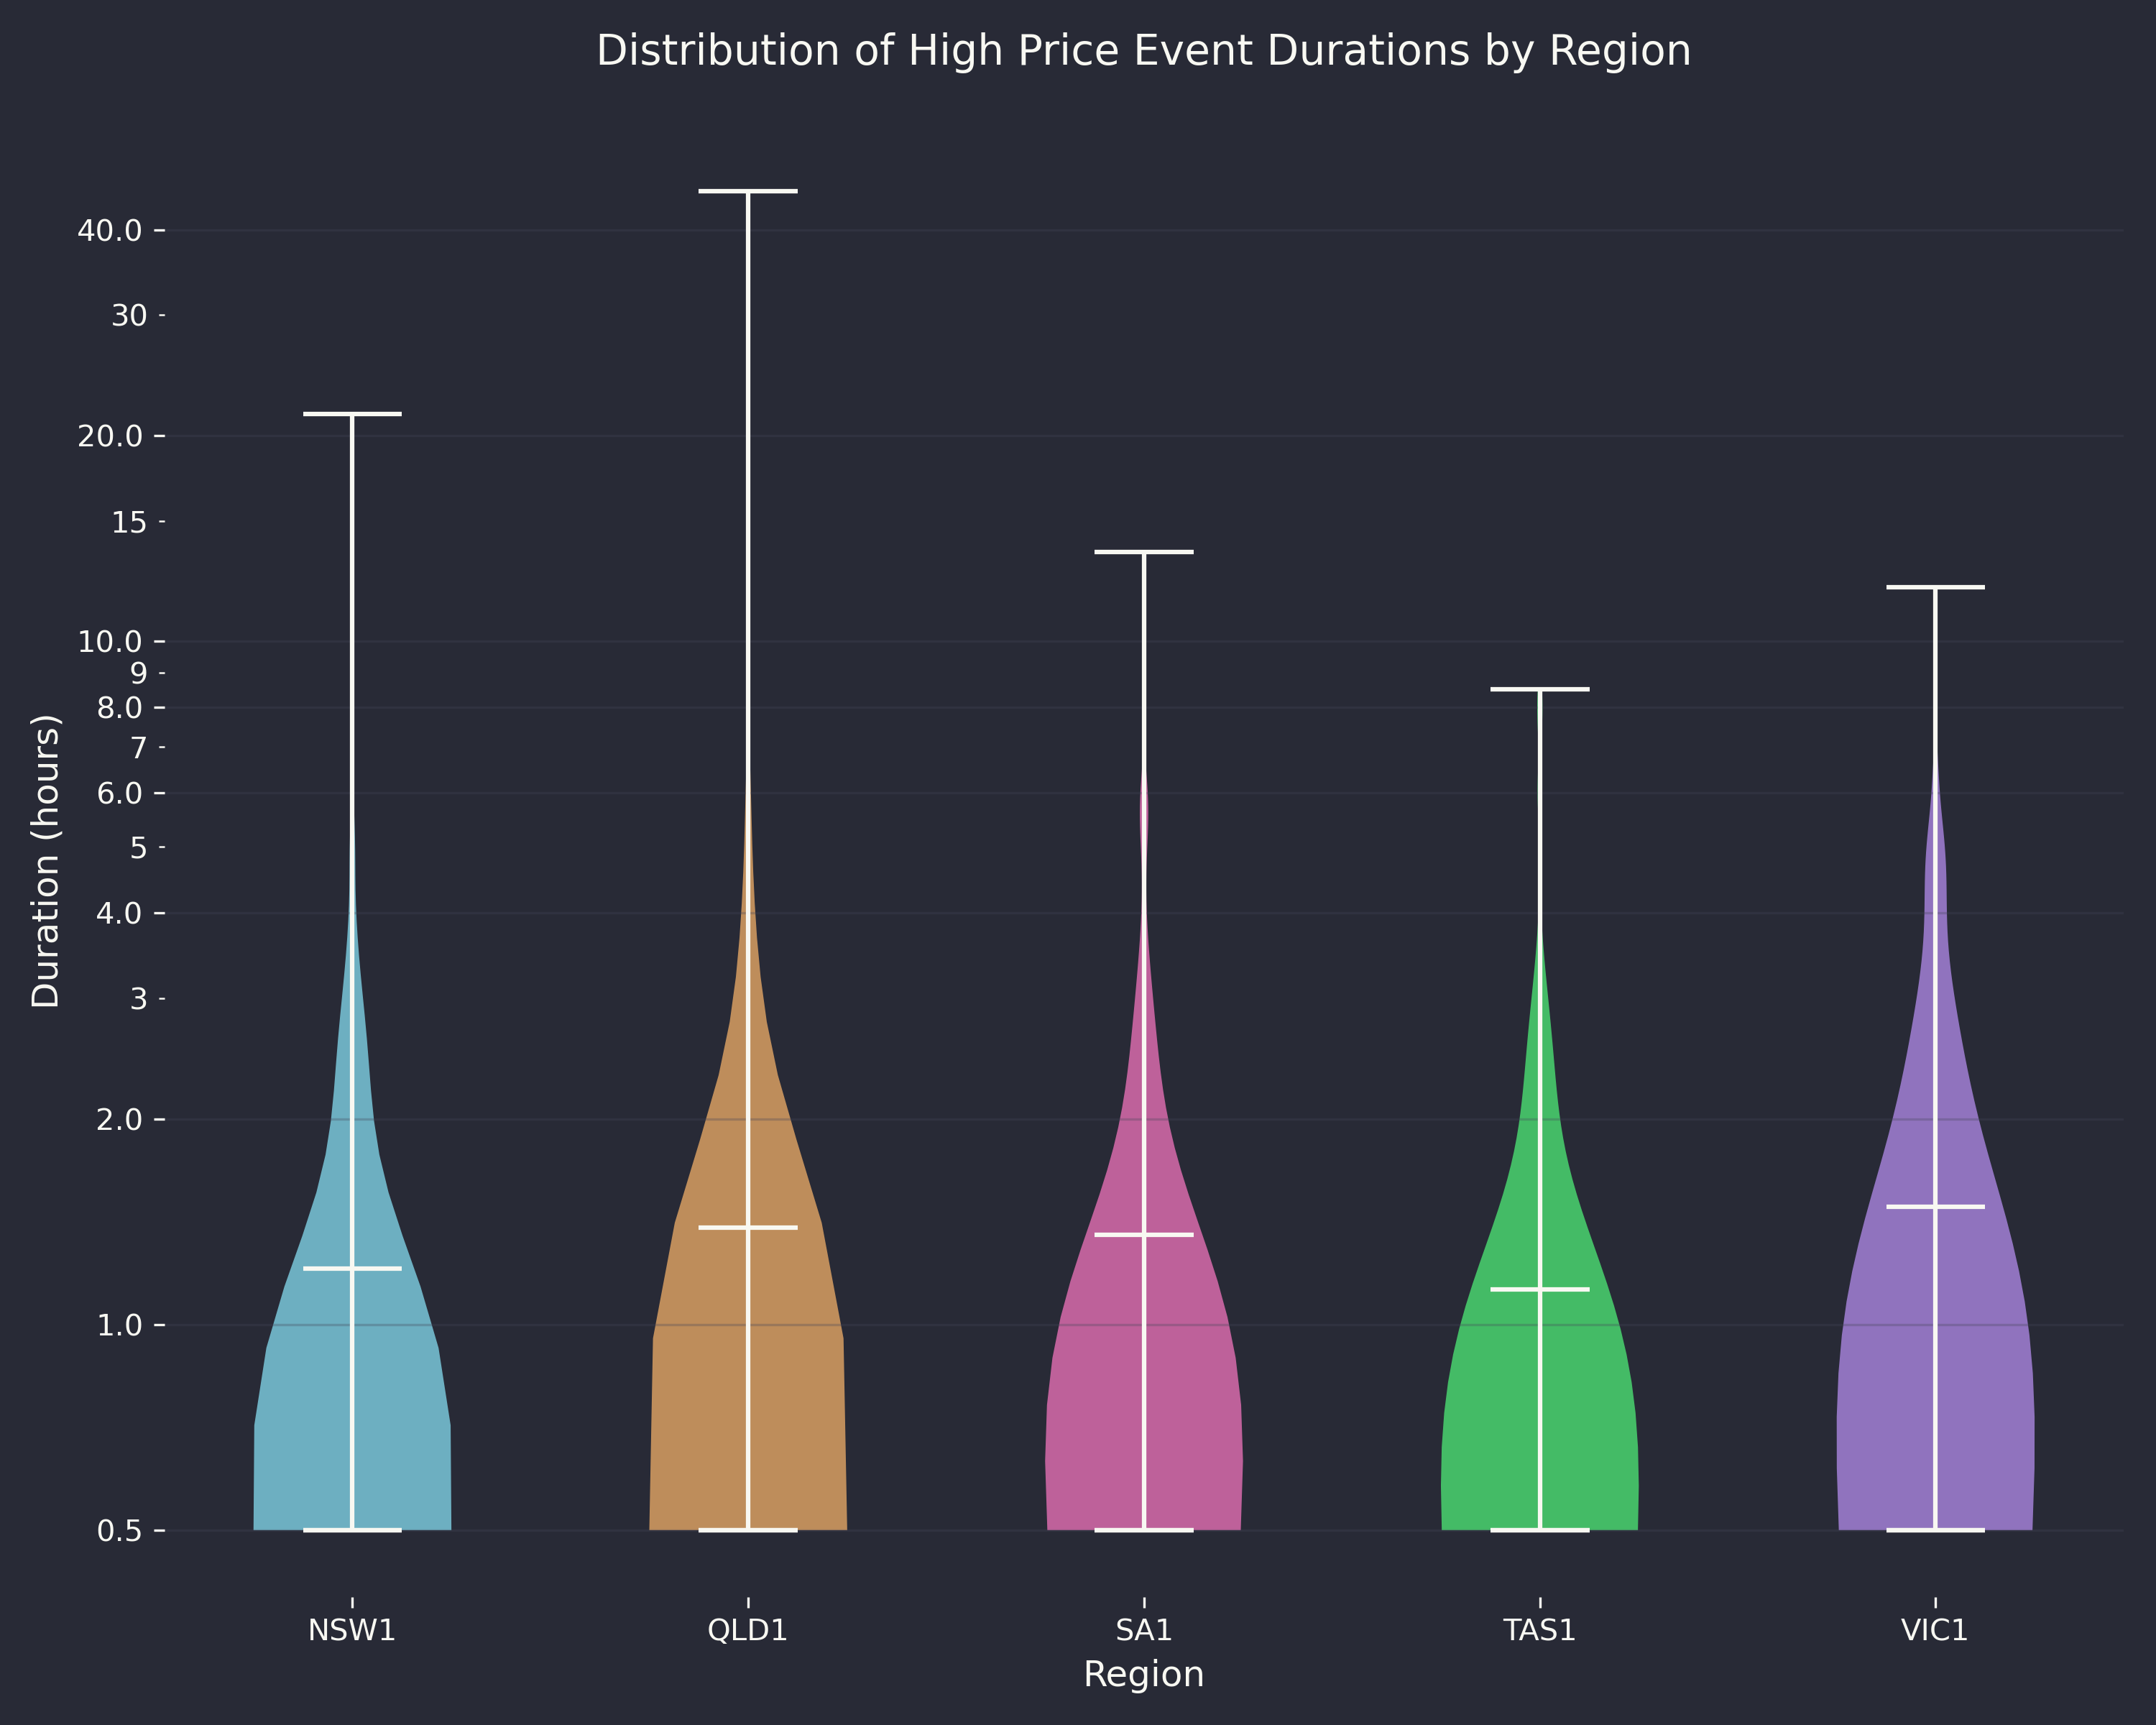 Distribution of High Price Event Durations by Region
40.0
30
20.0
15
10.0
9
8.0
7
6.0
5
4.0
3
2.0
1.0
0.5
Duration (hours)
NSW1
QLD1
SA1
TAS1
VIC1
Region